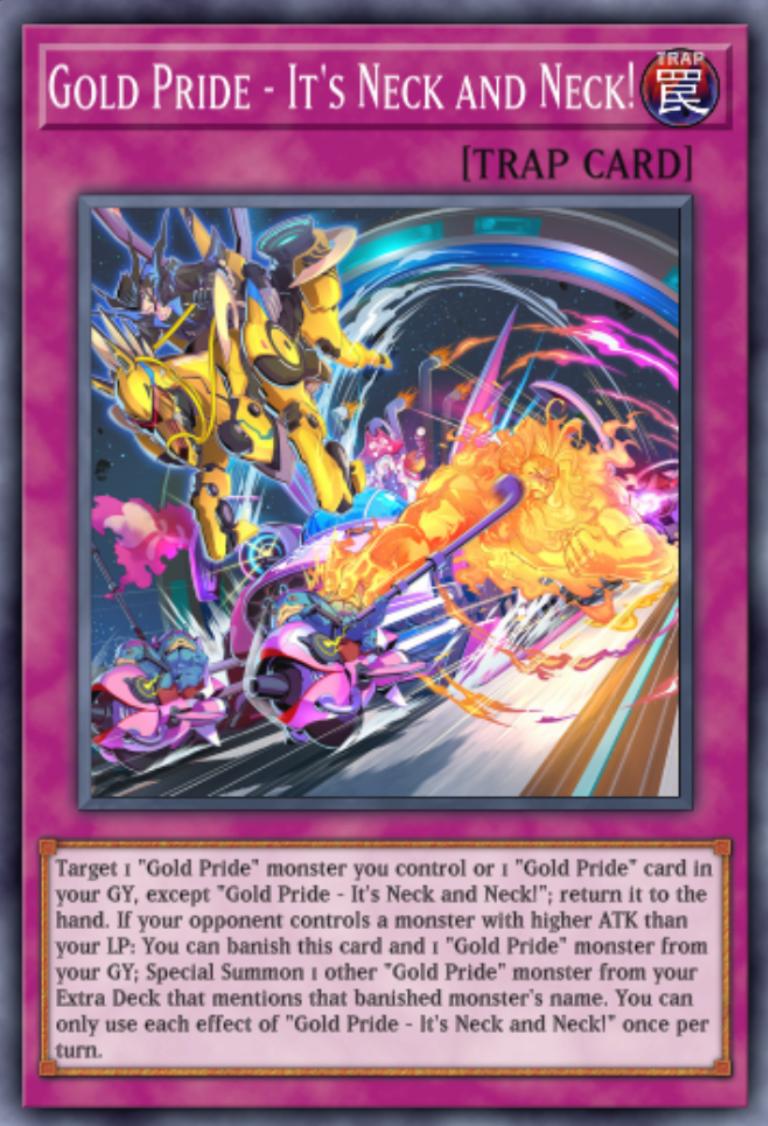 GOLD PRIDE - IT'S NECK AND NECK!
TRAP
罠
[TRAP CARD]
Target 1 "Gold Pride" monster you control or 1 "Gold Pride" card in
your GY, except "Gold Pride - It's Neck and Neck!"; return it to the
hand. If your opponent controls a monster with higher ATK than
your LP: You can banish this card and 1 "Gold Pride" monster from
your GY; Special Summon 1 other "Gold Pride" monster from your
Extra Deck that mentions that banished monster's name. You can
only use each effect of "Gold Pride - It's Neck and Neck!" once per
turn.